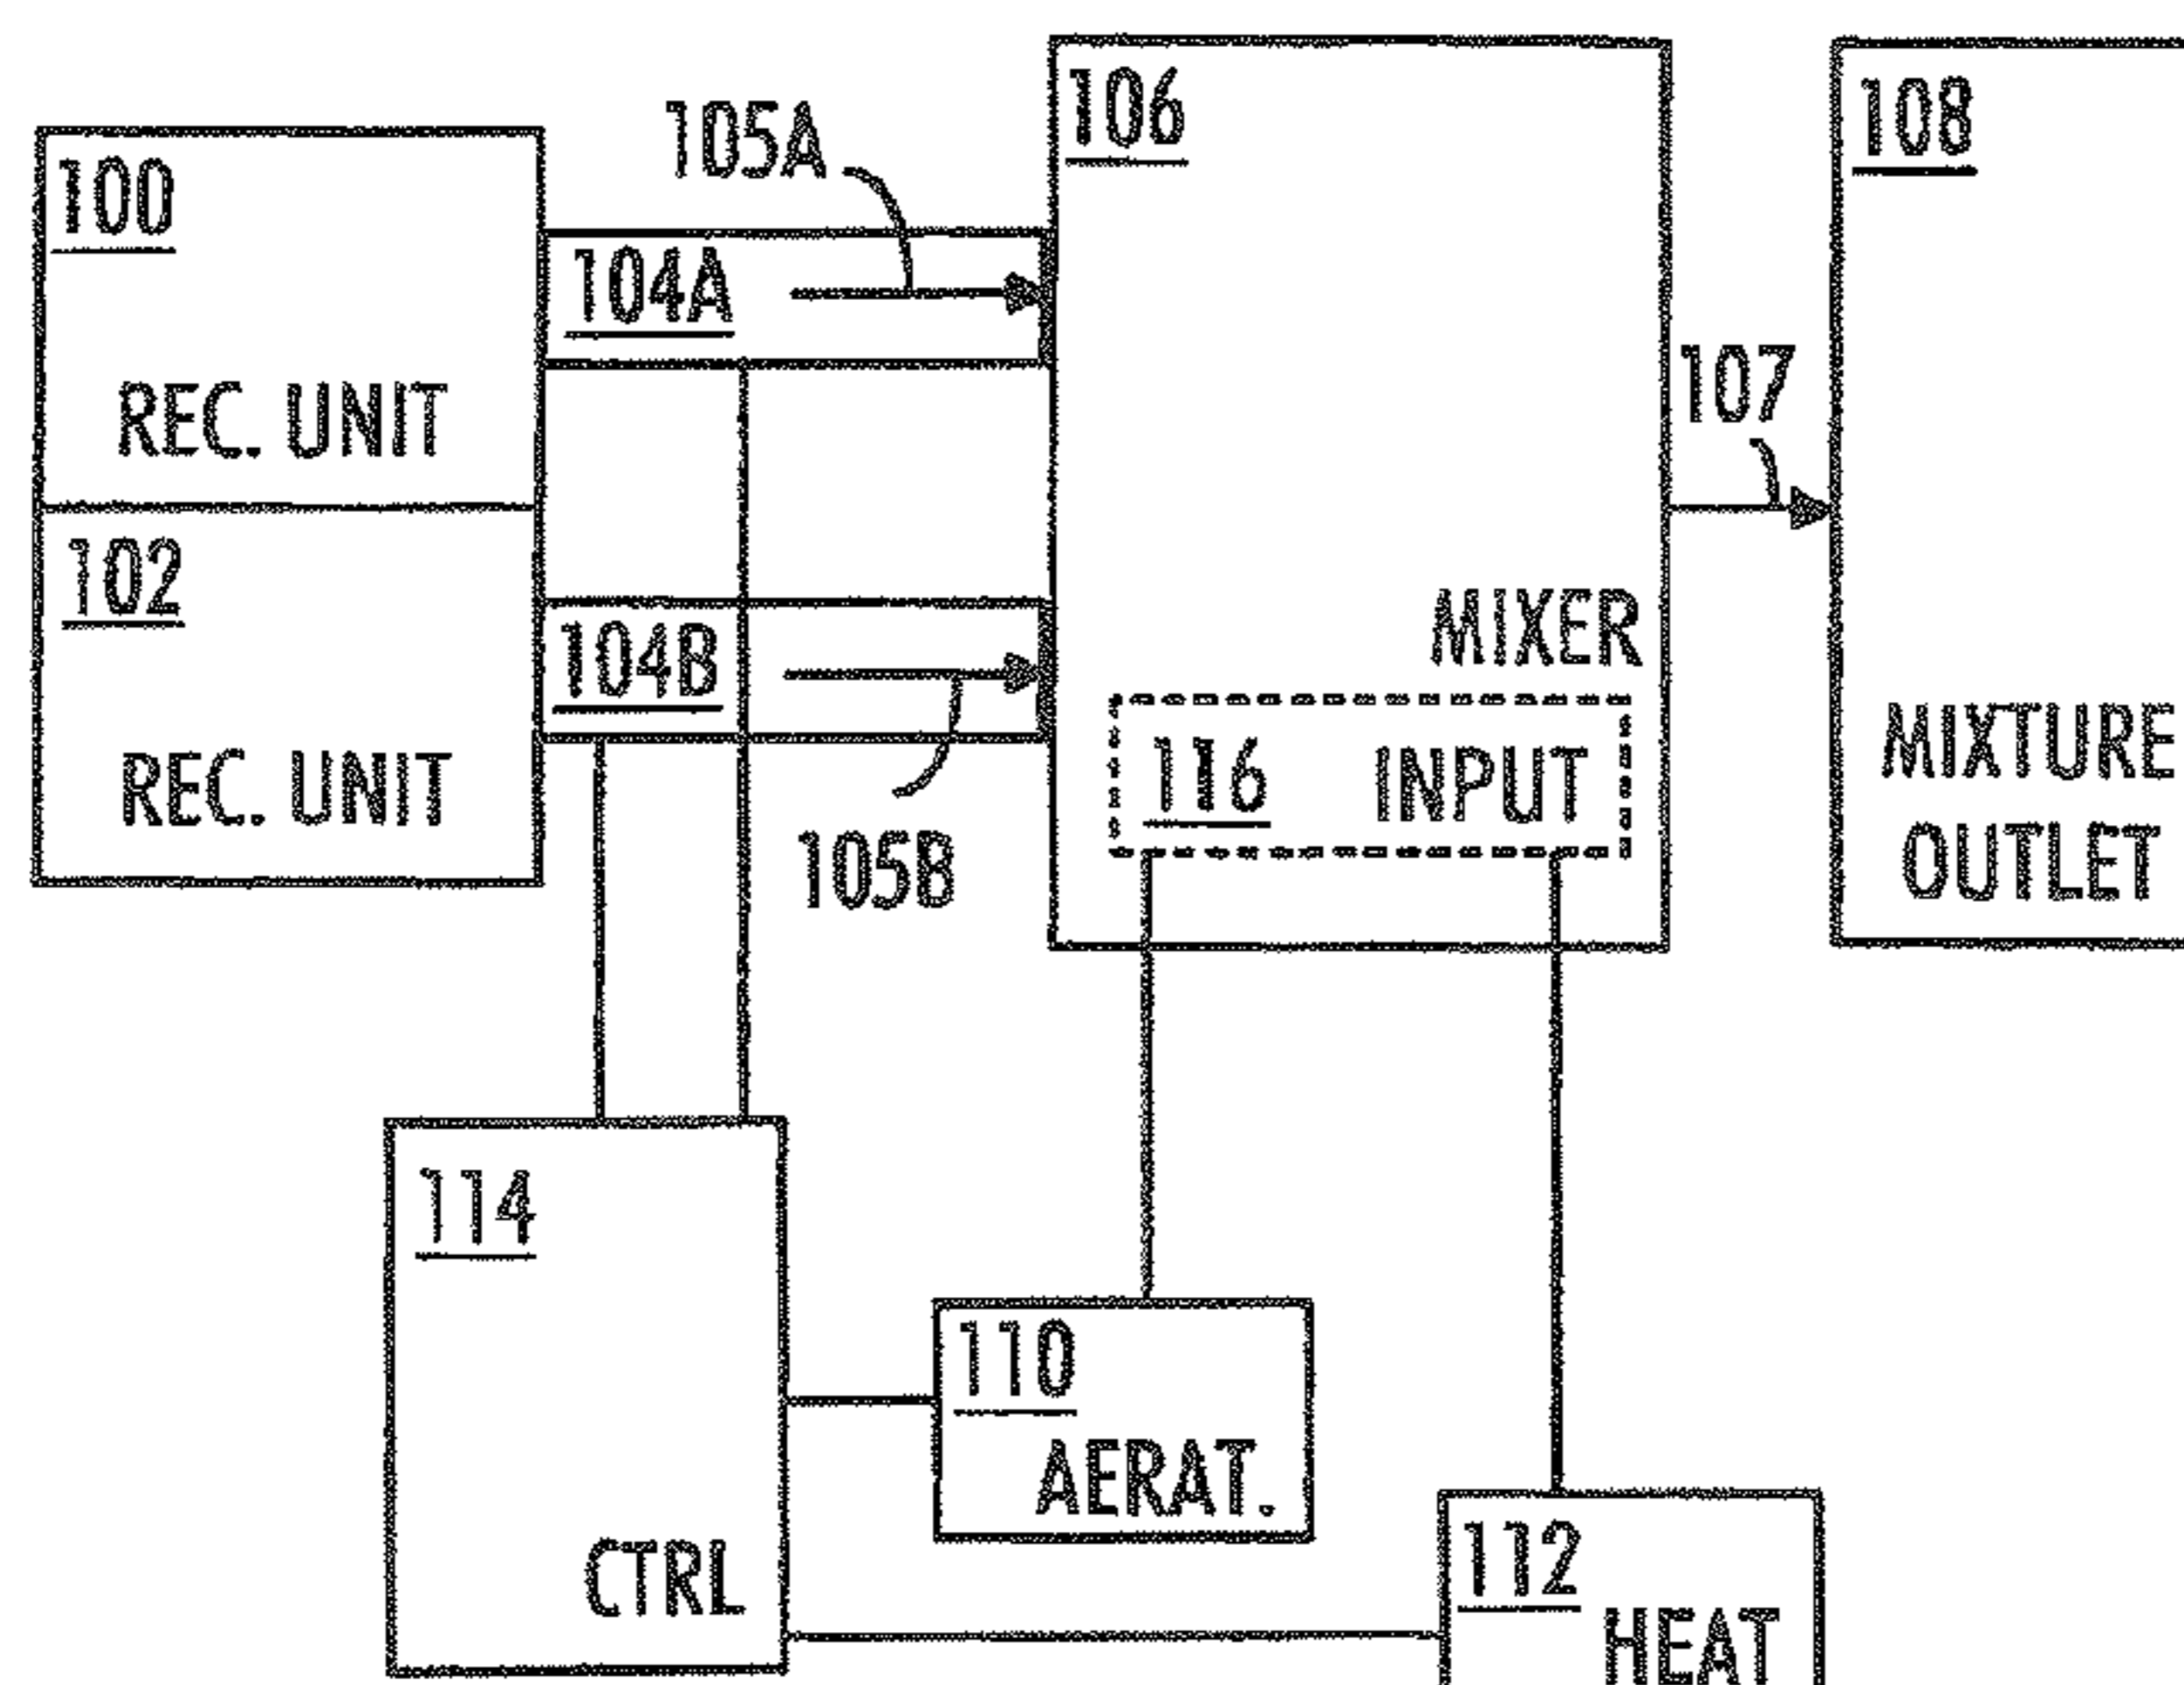 100
REC. UNIT
102
REC. UNIT
104A
105A
104B
105B
106
MIXER
116 INPUT
107
108
MIXTURE
OUTLET
114
CTRL
110
AERAT.
112
HEAT